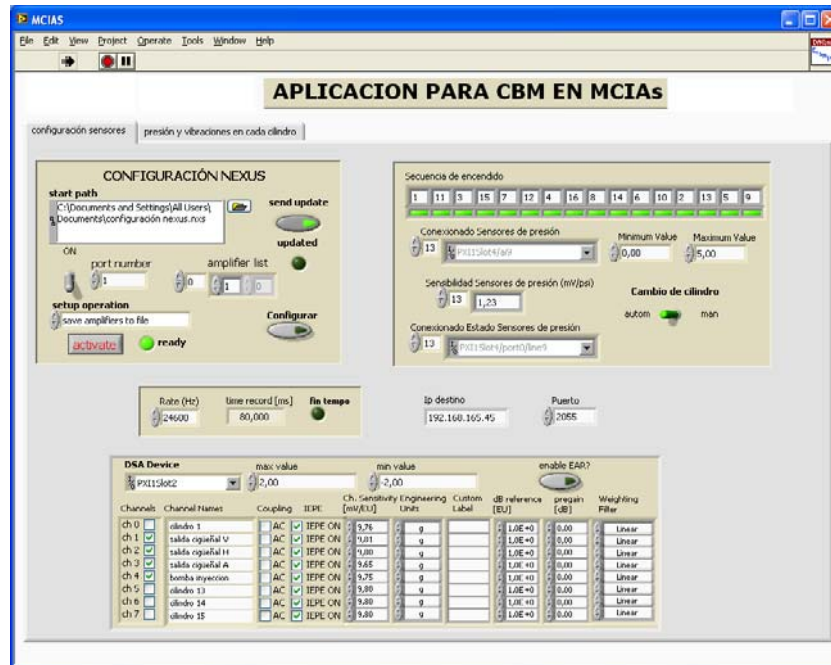 MCIAS
File Edit View Project Operate Tools Window Help
APLICACION PARA CBM EN MCIAs
configuración sensores presión y vibraciones en cada cilindro
CONFIGURACIÓN NEXUS
start path
C:\Documents and Settings\All Users\
Documents\configuración nexus.nxs
send update
updated
ON
port number amplifier list
1 0 1 0
setup operation
save amplifiers to file
Configurar
activate ready
Secuencia de encendido
1 11 3 15 7 12 4 16 8 14 6 10 2 13 5 9
Conexionado Sensores de presión
13 PXI1Slot4/ai9
Minimum Value Maximum Value
0,00 5,00
Sensibilidad Sensores de presión (mV/psi)
13 1,23
Cambio de cilindro
autom man
Conexionado Estado Sensores de presión
13 PXI1Slot4/port0/line9
Rate (Hz) time record [ms] fin tempo
24600 80,000
Ip destino Puerto
192.168.165.45 2055
DSA Device max value min value enable EAR?
PXI1Slot2 2,00 -2,00
Channels Channel Names Coupling IEPE Ch. Sensitivity [mV/EU] Engineering Units Custom Label dB reference [EU] pregain [dB] Weighting Filter
ch 0 cilindro 1 AC IEPE ON 9,76 g 1,0E+0 0,00 Linear
ch 1 salida cigüeñal V AC IEPE ON 9,81 g 1,0E+0 0,00 Linear
ch 2 salida cigüeñal H AC IEPE ON 9,80 g 1,0E+0 0,00 Linear
ch 3 salida cigüeñal A AC IEPE ON 9,65 g 1,0E+0 0,00 Linear
ch 4 bomba inyeccion AC IEPE ON 9,75 g 1,0E+0 0,00 Linear
ch 5 cilindro 13 AC IEPE ON 9,80 g 1,0E+0 0,00 Linear
ch 6 cilindro 14 AC IEPE ON 9,80 g 1,0E+0 0,00 Linear
ch 7 cilindro 15 AC IEPE ON 9,80 g 1,0E+0 0,00 Linear